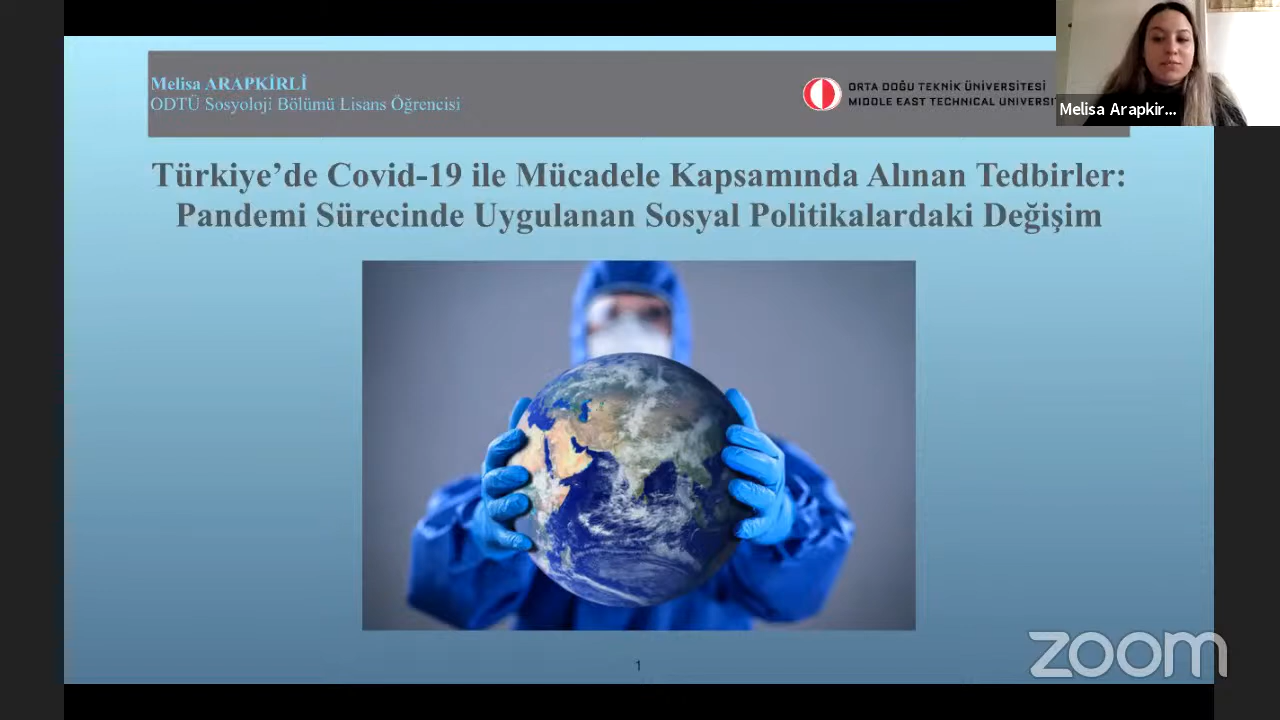 Melisa ARAPKİRLİ
ODTÜ Sosyoloji Bölümü Lisans Öğrencisi
ORTA DOĞU TEKNİK ÜNİVERSİTESİ
MIDDLE EAST TECHNICAL UNIVERS
Melisa Arapkir...
Türkiye’de Covid-19 ile Mücadele Kapsamında Alınan Tedbirler:
Pandemi Sürecinde Uygulanan Sosyal Politikalardaki Değişim
1
zoom